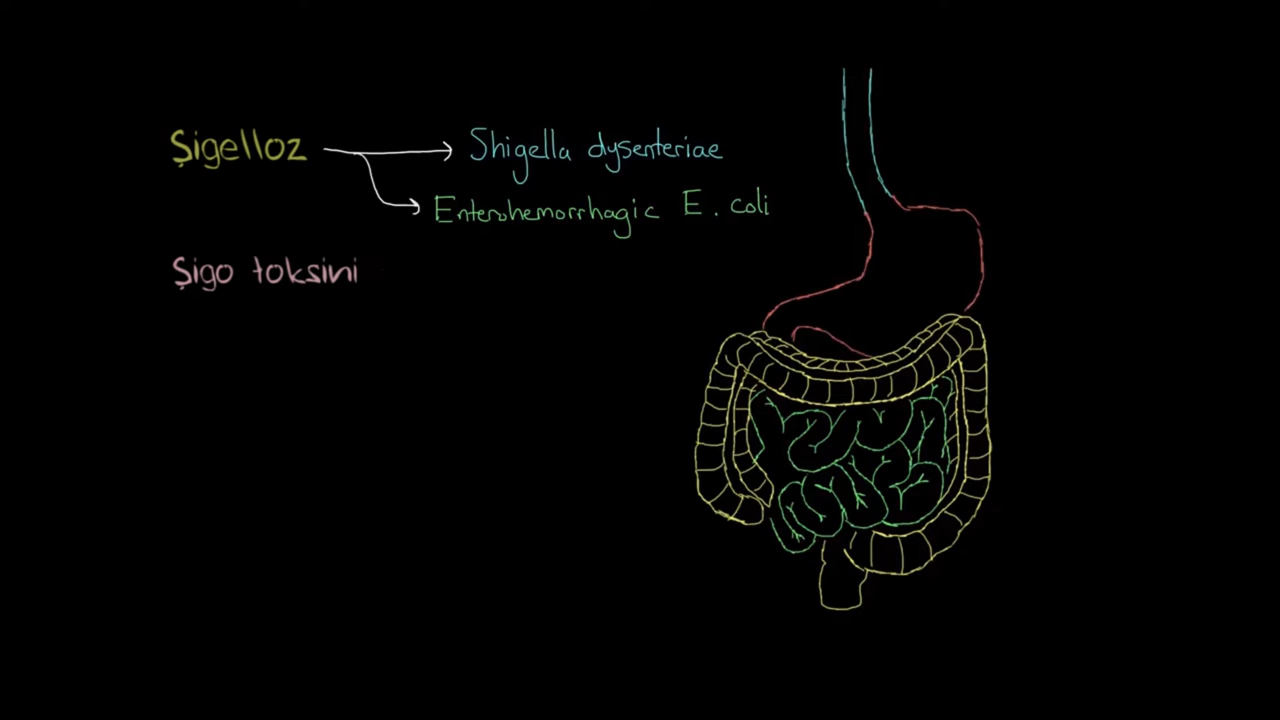 Şigelloz
Shigella dysenteriae
Enterohemorrhagic E. coli
Şigo toksini